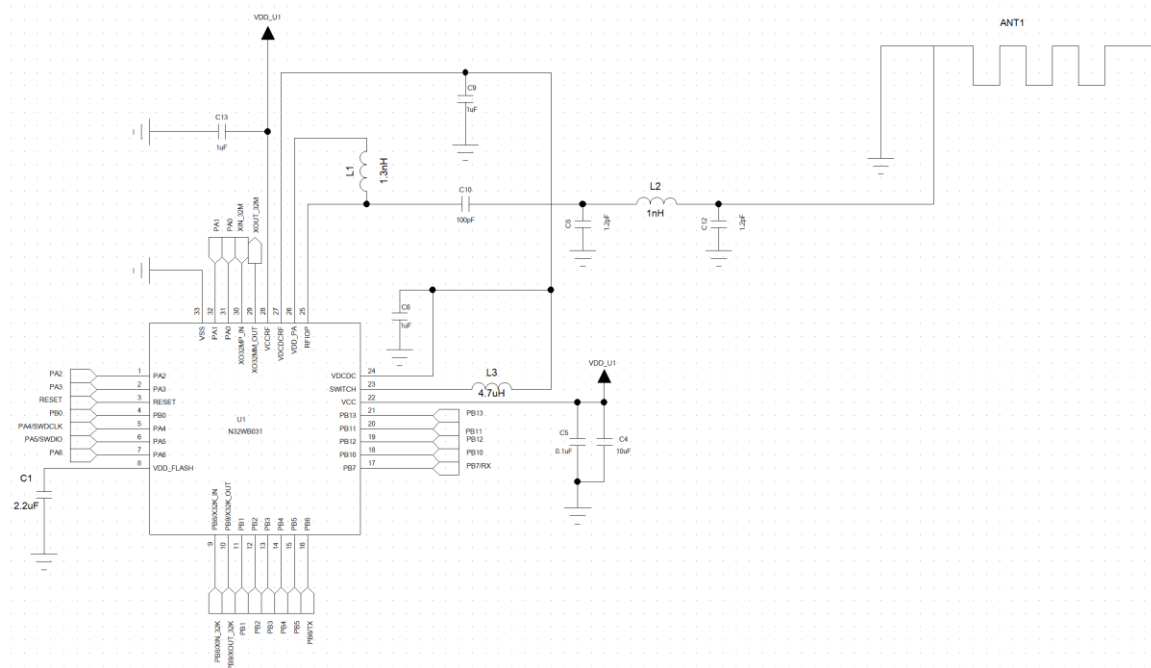 VDD_U1
ANT1
C13
1uF
C9
1uF
L1
1.3nH
C10
100pF
L2
1nH
C8
1.2pF
C12
1.2pF
PA1
PA0
XIN_32M
XOUT_32M
33
32
31
30
29
28
27
26
25
VSS
PA1
PA0
XO32MP_IN
XO32MM_OUT
VCCRF
VDCDCRF
VDD_PA
RFIOP
C6
1uF
PA2
1
PA2
PA3
2
PA3
RESET
3
RESET
PB0
4
PB0
PA4/SWDCLK
5
PA4
PA5/SWDIO
6
PA5
PA6
7
PA6
8
VDD_FLASH
C1
2.2uF
U1
N32WB031
VDCDC
24
SWITCH
23
L3
4.7uH
VCC
22
VDD_U1
PB13
21
PB13
PB11
20
PB11
PB12
19
PB12
PB10
18
PB10
PB7
17
PB7/RX
C5
0.1uF
C4
10uF
PB8/X32K_IN
PB9/X32K_OUT
PB1
PB2
PB3
PB4
PB5
PB6
9
10
11
12
13
14
15
16
PB8/XIN_32K
PB9/XOUT_32K
PB1
PB2
PB3
PB4
PB5
PB6/TX